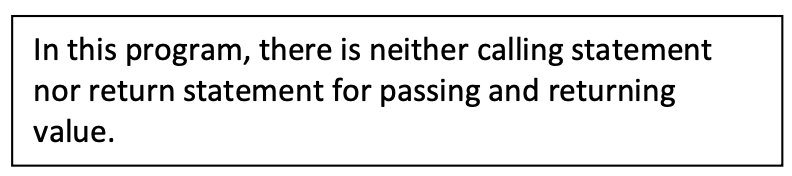 In this program, there is neither calling statement
nor return statement for passing and returning
value.